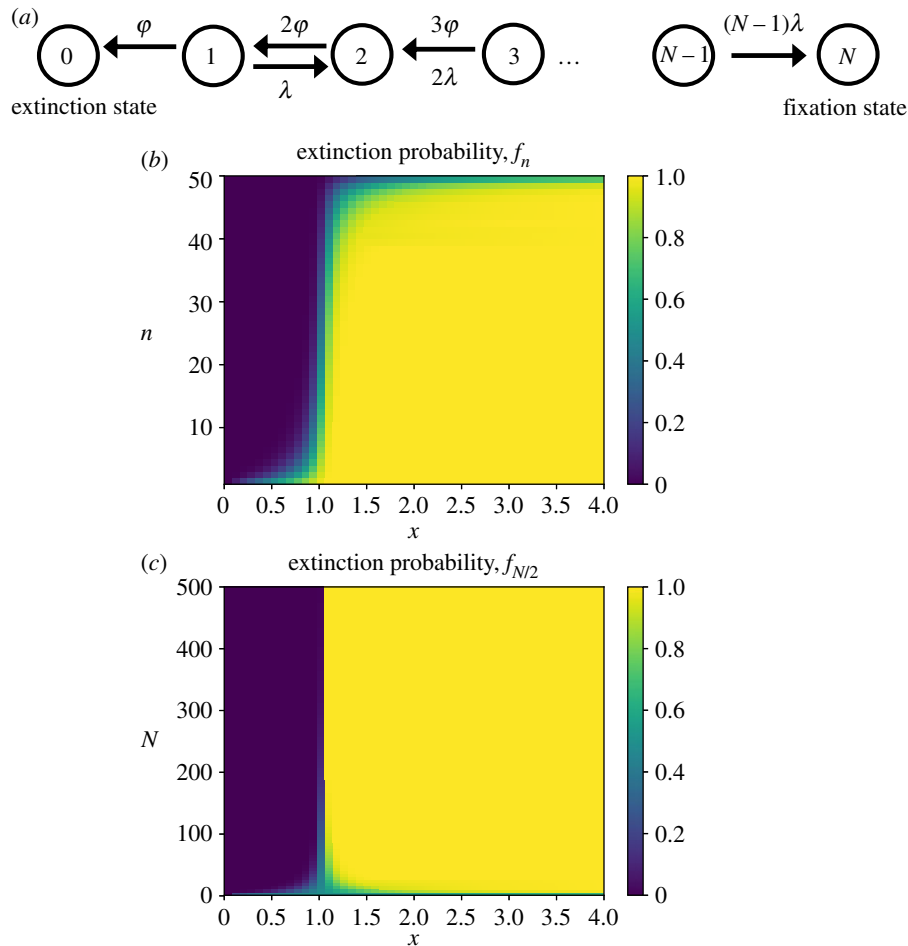 (a)
φ 2φ 3φ (N – 1)λ
0 1 2 3 ... N – 1 N
λ 2λ
extinction state fixation state
(b) extinction probability, fn
50
40
30
20
10
n
0 0.5 1.0 1.5 2.0 2.5 3.0 3.5 4.0
x
1.0
0.8
0.6
0.4
0.2
0
(c) extinction probability, fN/2
500
400
300
200
100
0
N
0 0.5 1.0 1.5 2.0 2.5 3.0 3.5 4.0
x
1.0
0.8
0.6
0.4
0.2
0